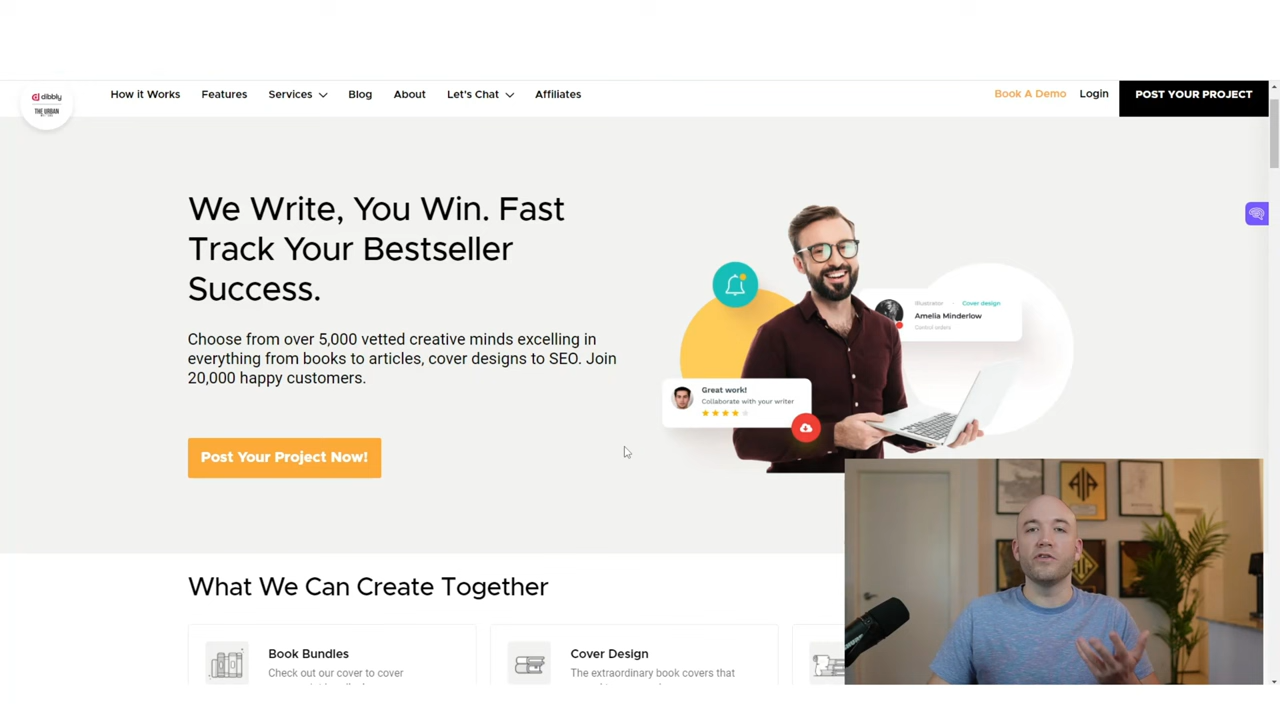 dibbly
THE URBAN
How it Works
Features
Services
Blog
About
Let's Chat
Affiliates
Book A Demo
Login
POST YOUR PROJECT
We Write, You Win. Fast
Track Your Bestseller
Success.
Choose from over 5,000 vetted creative minds excelling in
everything from books to articles, cover designs to SEO. Join
20,000 happy customers.
Post Your Project Now!
Illustrator - Cover design
Amelia Minderlow
Control orders
Great work!
Collaborate with your writer
What We Can Create Together
Book Bundles
Check out our cover to cover
Cover Design
The extraordinary book covers that